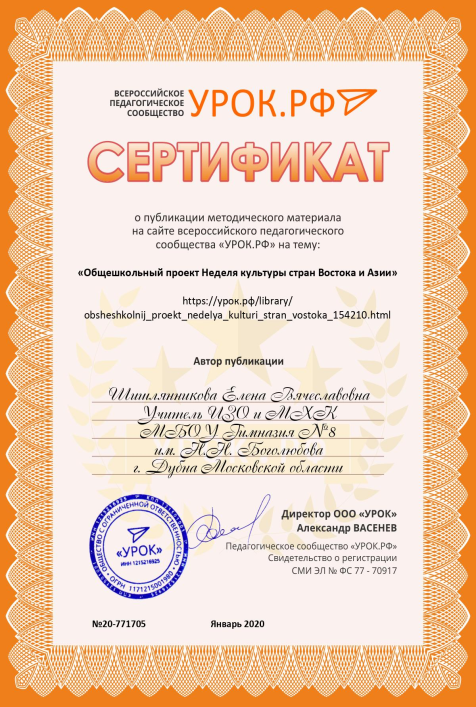 ВСЕРОССИЙСКОЕ
ПЕДАГОГИЧЕСКОЕ
СООБЩЕСТВО
УРОК.РФ
СЕРТИФИКАТ
о публикации методического материала
на сайте всероссийского педагогического
сообщества «УРОК.РФ» на тему:
«Общешкольный проект Неделя культуры стран Востока и Азии»
https://урок.рф/library/
obsheshkolnij_proekt_nedelya_kulturi_stran_vostoka_154210.html
Автор публикации
Шишлянникова Елена Вячеславовна
Учитель ИЗО и МХК
МБОУ Гимназия №8
им. Н.Н. Боголюбова
г. Дубна Московской области
Директор ООО «УРОК»
Александр ВАСЕНЕВ
Педагогическое сообщество «УРОК.РФ»
Свидетельство о регистрации
СМИ ЭЛ № ФС 77 - 70917
ОБЩЕСТВО С ОГРАНИЧЕННОЙ ОТВЕТСТВЕННОСТЬЮ
«УРОК»
ИНН 1215216925
ОГРН 1171215001980
№20-771705
Январь 2020